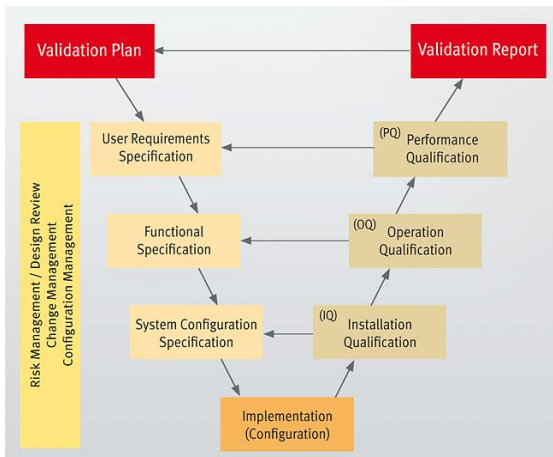 Validation Plan
Validation Report
Risk Management / Design Review
Change Management
Configuration Management
User Requirements
Specification
(PQ)
Performance
Qualification
Functional
Specification
(OQ)
Operation
Qualification
System Configuration
Specification
(IQ)
Installation
Qualification
Implementation
(Configuration)